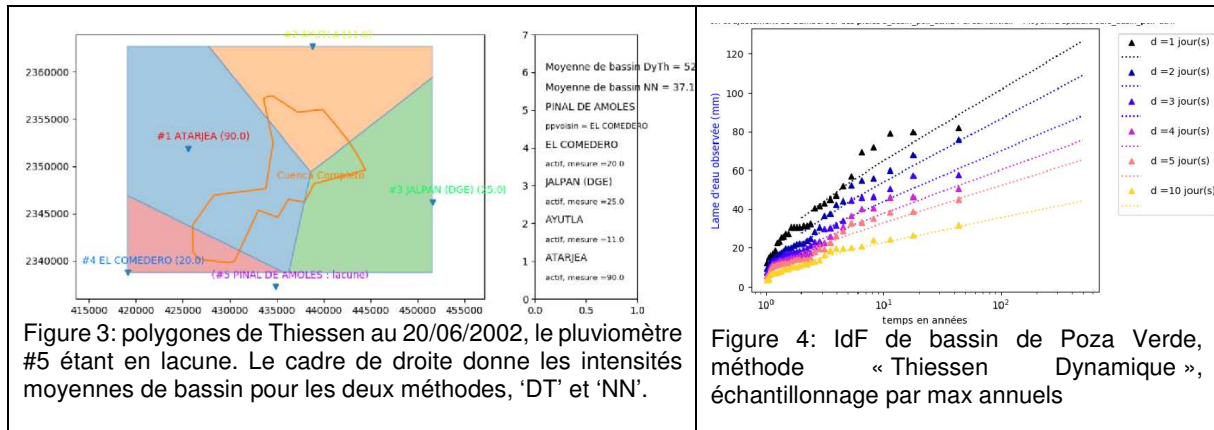 #2 AYUTLA (11.0)
2360000
2355000
2350000
2345000
2340000
#1 ATARJEA (90.0)
Cuenca Completo
#3 JALPAN (DGE) (25.0)
#4 EL COMEDERO (20.0)
(#5 PINAL DE AMOLES : lacune)
415000 420000 425000 430000 435000 440000 445000 450000 455000
7
6
5
4
3
2
1
0
0.0 0.5 1.0
Moyenne de bassin DyTh = 52
Moyenne de bassin NN = 37.1
PINAL DE AMOLES
ppvoisin = EL COMEDERO
EL COMEDERO
actif, mesure =20.0
JALPAN (DGE)
actif, mesure =25.0
AYUTLA
actif, mesure =11.0
ATARJEA
actif, mesure =90.0
Figure 3: polygones de Thiessen au 20/06/2002, le pluviomètre
#5 étant en lacune. Le cadre de droite donne les intensités
moyennes de bassin pour les deux méthodes, ‘DT’ et ‘NN’.
Lame d'eau observée (mm)
120
100
80
60
40
20
0
10⁰ 10¹ 10²
temps en années
d =1 jour(s)
d =2 jour(s)
d =3 jour(s)
d =4 jour(s)
d =5 jour(s)
d =10 jour(s)
Figure 4: IdF de bassin de Poza Verde,
méthode « Thiessen Dynamique »,
échantillonnage par max annuels